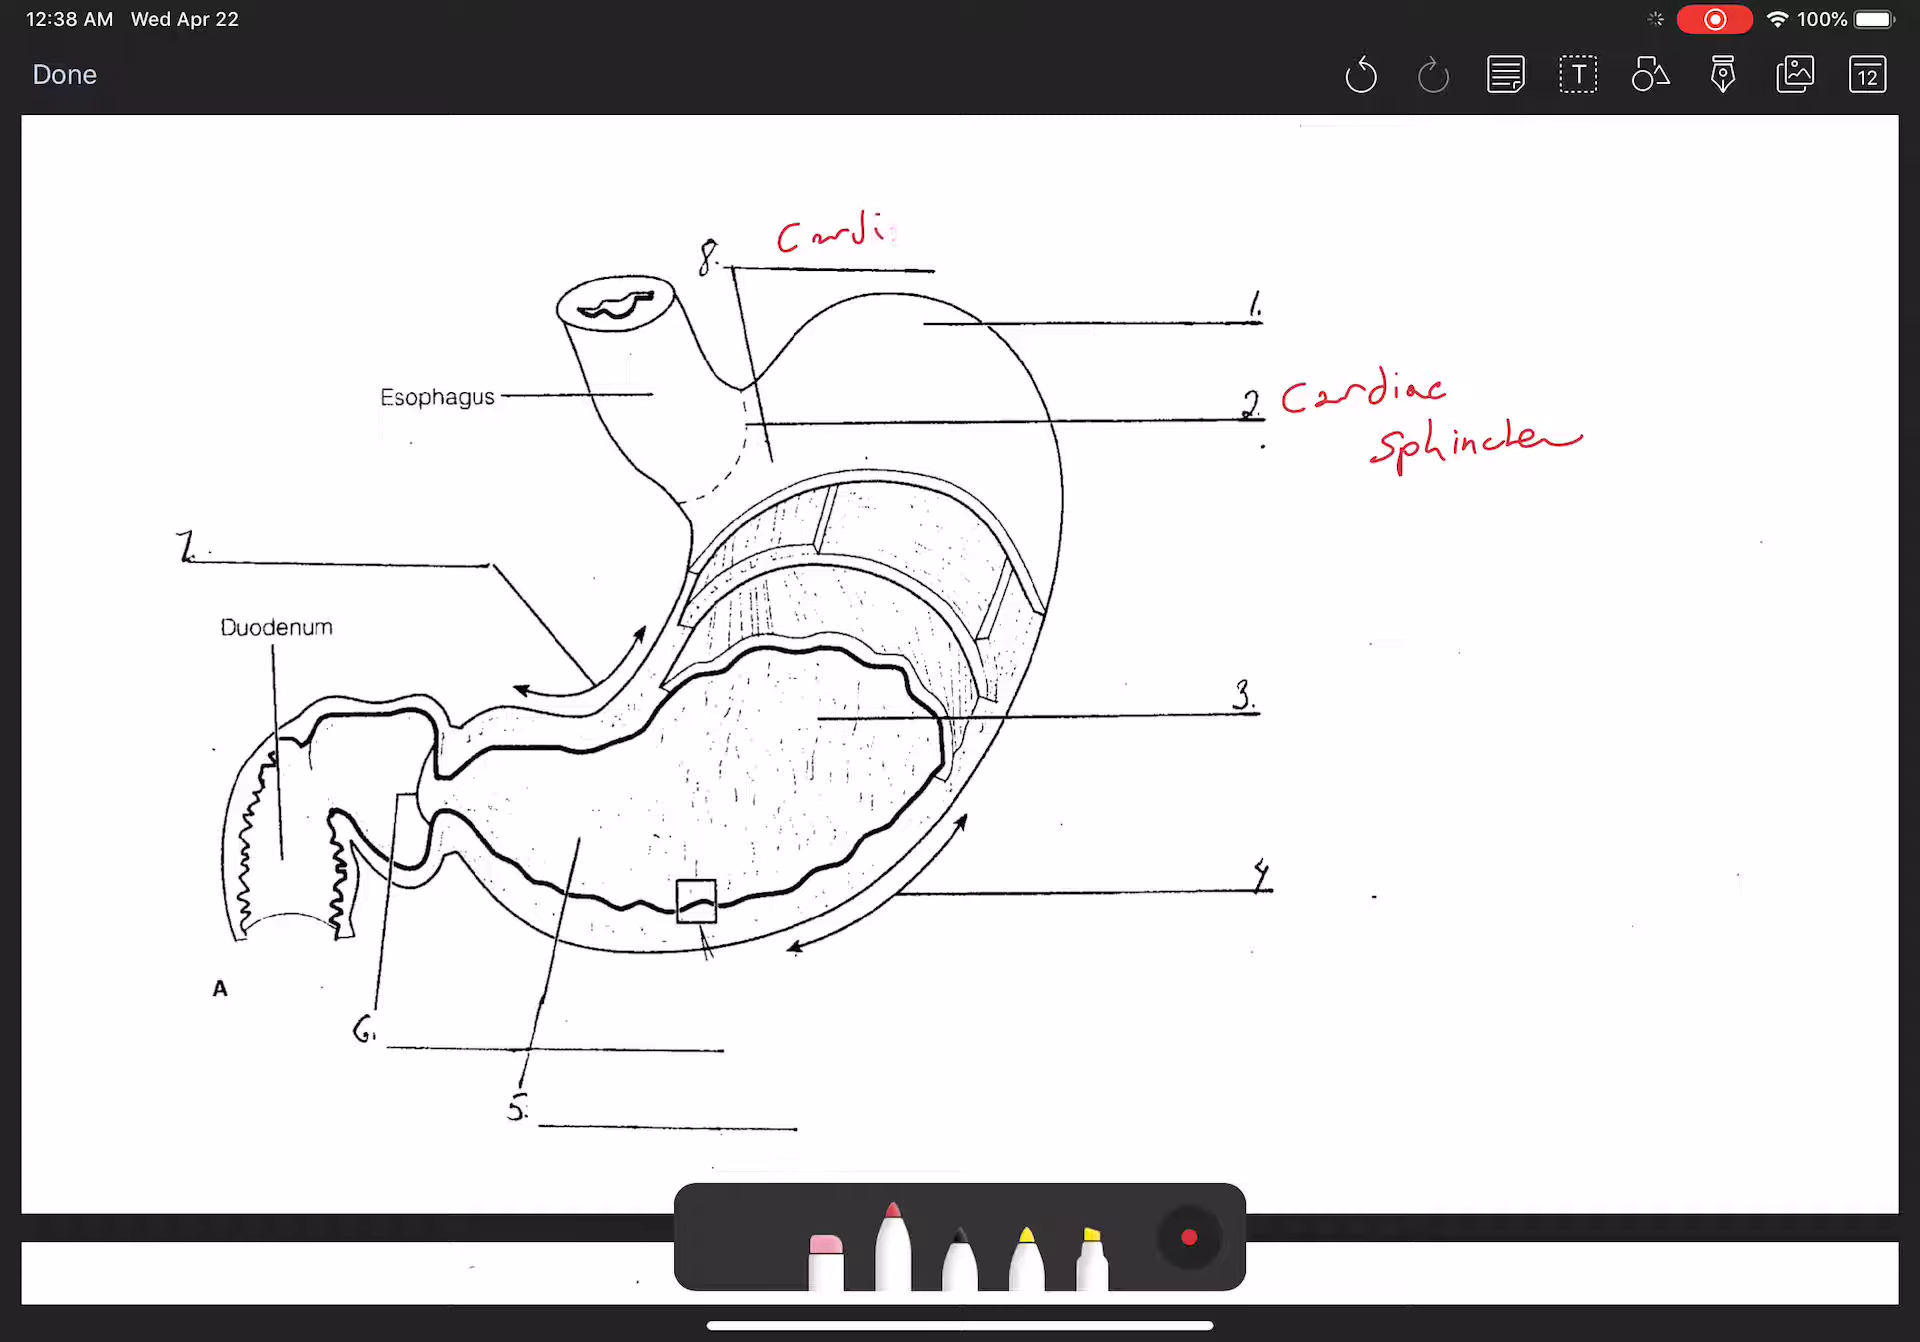 12:38 AM Wed Apr 22
100%
Done
T
12
8. Cardi
1.
Esophagus
2. Cardiac
Sphincter
7.
Duodenum
3.
4
A
6.
5.